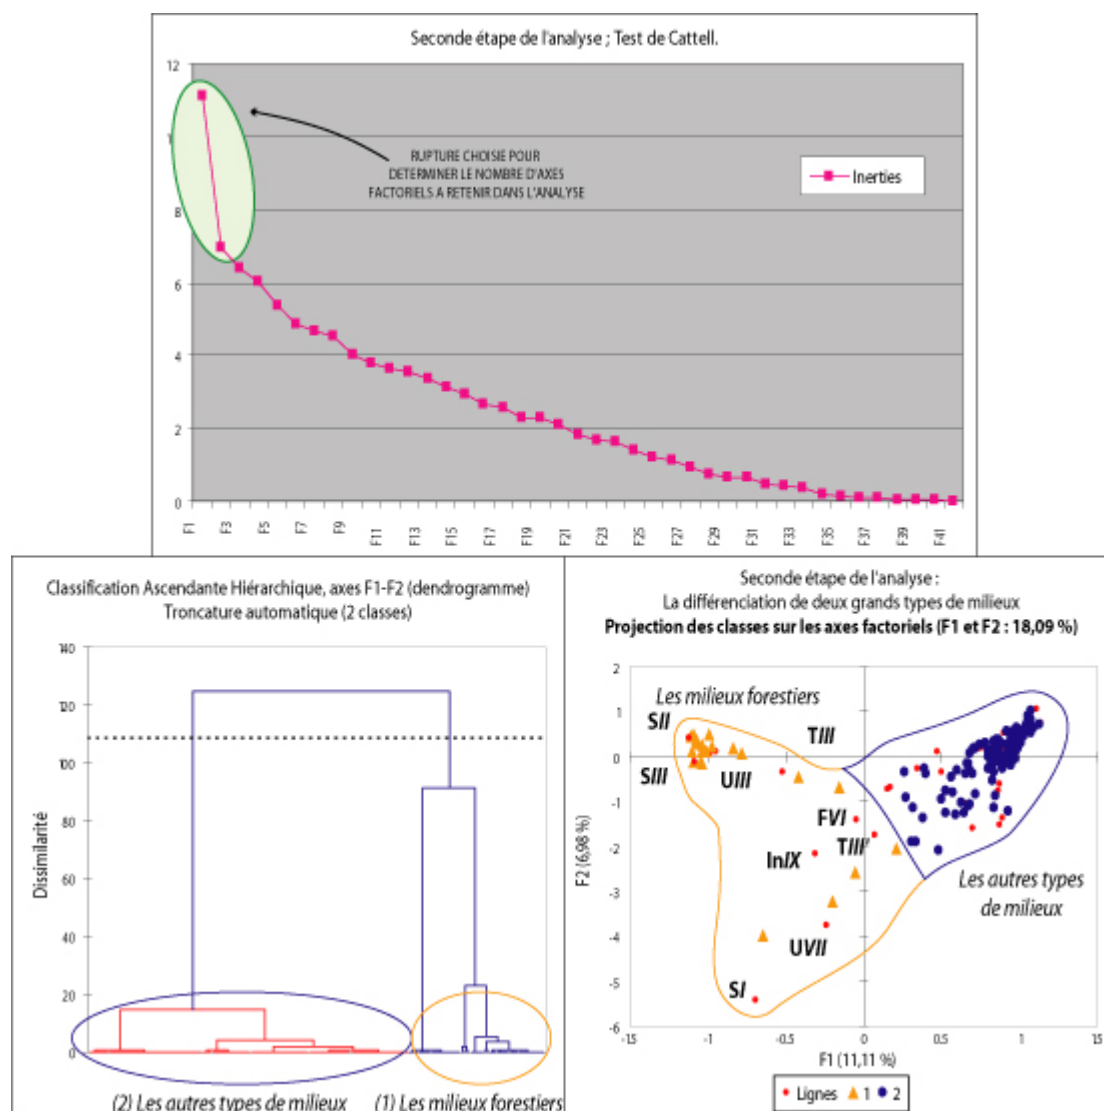 Seconde étape de l'analyse ; Test de Cattell.
12
8
6
4
2
0
RUPTURE CHOISIE POUR
DETERMINER LE NOMBRE D'AXES
FACTORIELS A RETENIR DANS L'ANALYSE
Inerties
F1 F3 F5 F7 F9 F11 F13 F15 F17 F19 F21 F23 F25 F27 F29 F31 F33 F35 F37 F39 F41
Classification Ascendante Hiérarchique, axes F1-F2 (dendrogramme)
Troncature automatique (2 classes)
Dissimilarité
140
120
100
80
60
40
20
0
(2) Les autres types de milieux (1) Les milieux forestiers
Seconde étape de l'analyse :
La différenciation de deux grands types de milieux
Projection des classes sur les axes factoriels (F1 et F2 : 18,09 %)
F2 (6,98 %)
2
1
0
-1
-2
-3
-4
-5
-6
Les milieux forestiers
SII
TIII
SIII
UIII
FVI
TIII'
InIX
Les autres types
de milieux
UVII
SI
-1.5 -1 -0.5 0 0.5 1 1.5
F1 (11,11 %)
Lignes 1 2